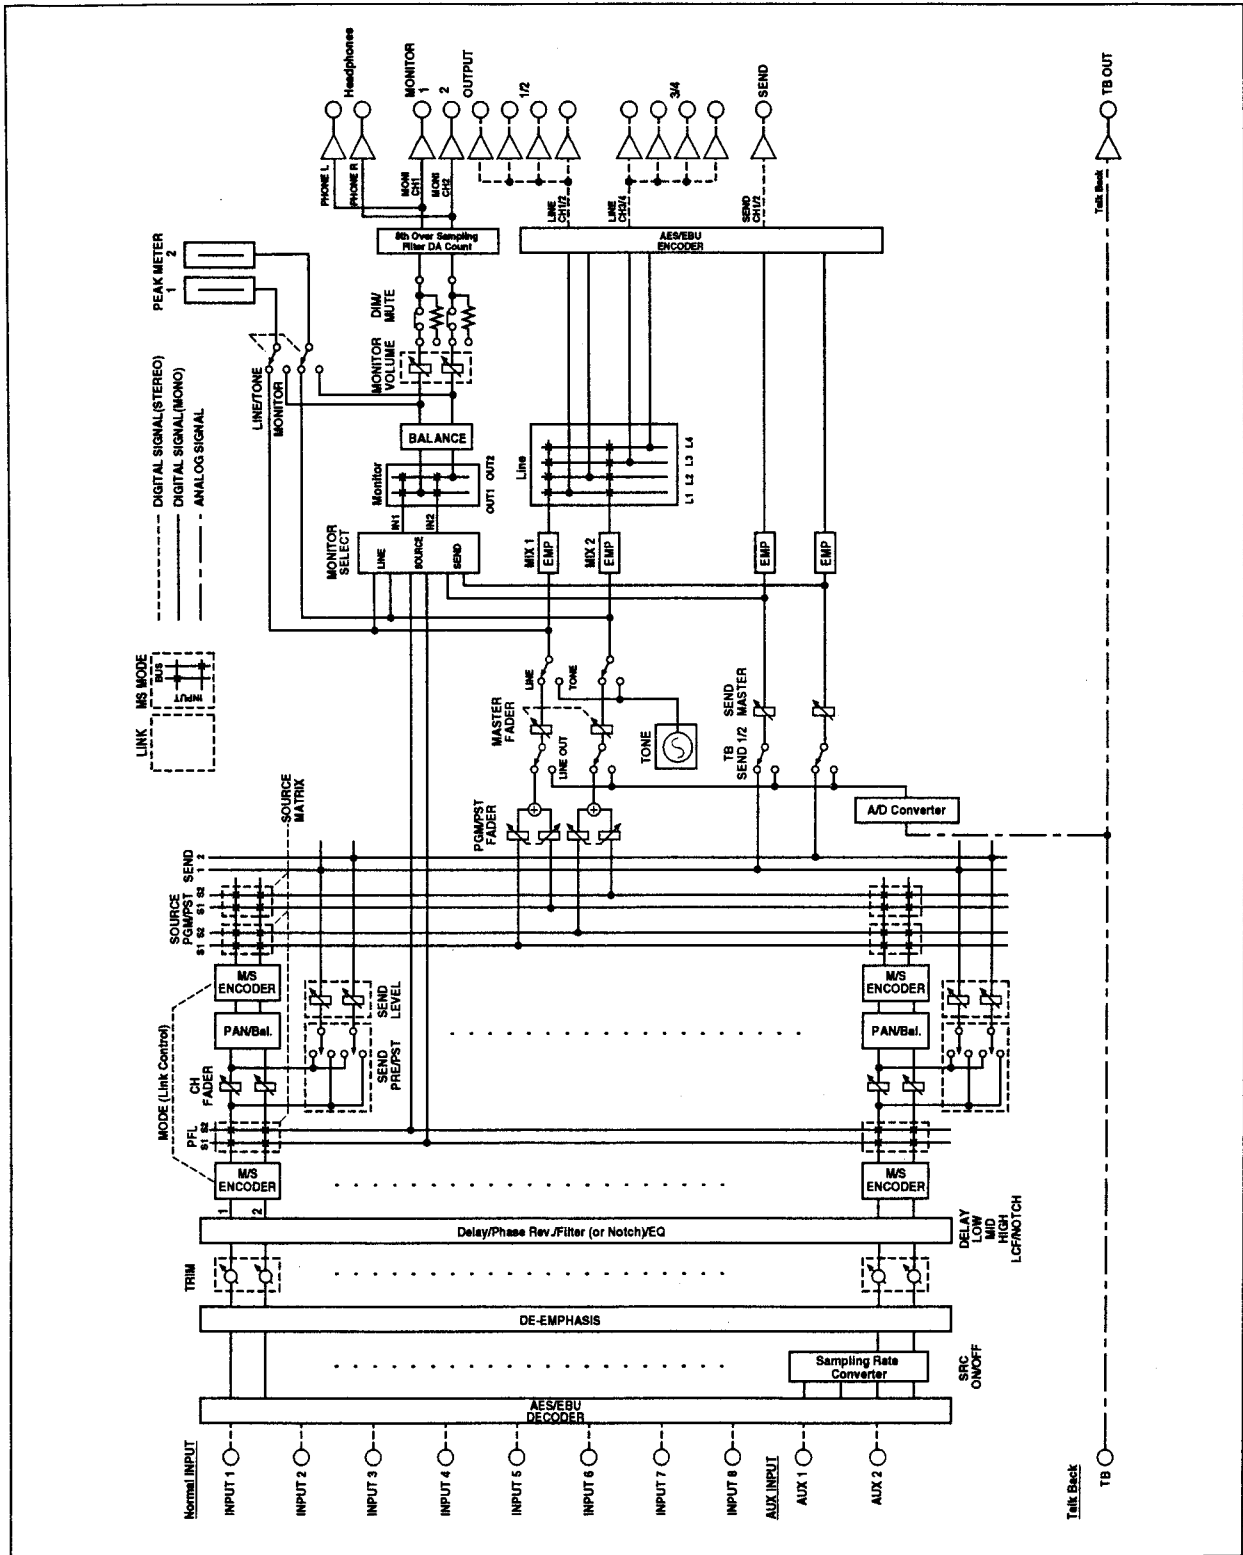 Headphones
MONITOR
1
2
OUTPUT
1/2
3/4
SEND
TB OUT
PHONE L
PHONE R
MONI
CH1
MONI
CH2
LINE
CH1/2
LINE
CH3/4
SEND
CH1/2
Talk Back
8th Over Sampling
Filter DA Count
AES/EBU
ENCODER
PEAK METER
1
2
DIM/
MUTE
MONITOR
VOLUME
LINE/TONE
MONITOR
BALANCE
Monitor
OUT1 OUT2
Line
L1 L2 L3 L4
DIGITAL SIGNAL(STEREO)
DIGITAL SIGNAL(MONO)
ANALOG SIGNAL
IN1
IN2
MONITOR
SELECT
LINE
SOURCE
SEND
MIX 1
EMP
MIX 2
EMP
EMP
EMP
LINK
MS MODE
BUS
INPUT
LINE
TONE
MASTER
FADER
LINE OUT
TONE
TB
SEND 1/2
SEND
MASTER
SOURCE
MATRIX
PGM/PST
FADER
A/D Converter
SEND
1 2
SOURCE
PGM/PST
S1 S2
S1 S2
M/S
ENCODER
M/S
ENCODER
PAN/Bal.
PAN/Bal.
SEND
LEVEL
SEND
PRE/PST
MODE (Link Control)
CH
FADER
PFL
S1 S2
M/S
ENCODER
M/S
ENCODER
1
2
Delay/Phase Rev./Filter (or Notch)/EQ
DELAY
LOW
MID
HIGH
LCF/NOTCH
TRIM
DE-EMPHASIS
Sampling Rate
Converter
SRC
ON/OFF
AES/EBU
DECODER
Normal INPUT
INPUT 1
INPUT 2
INPUT 3
INPUT 4
INPUT 5
INPUT 6
INPUT 7
INPUT 8
AUX INPUT
AUX 1
AUX 2
Talk Back
TB